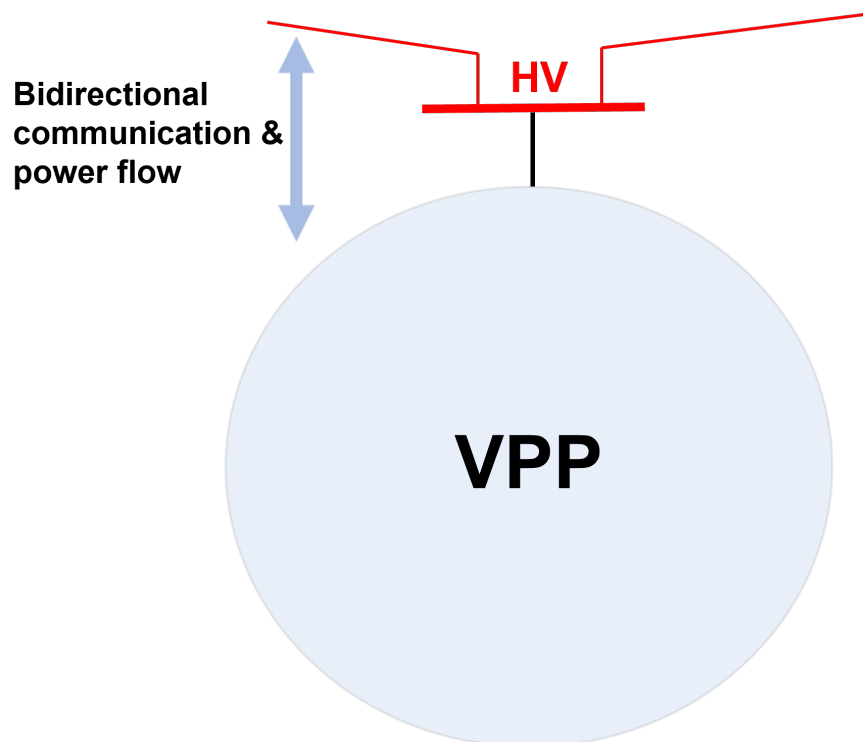 HV
Bidirectional
communication &
power flow
VPP